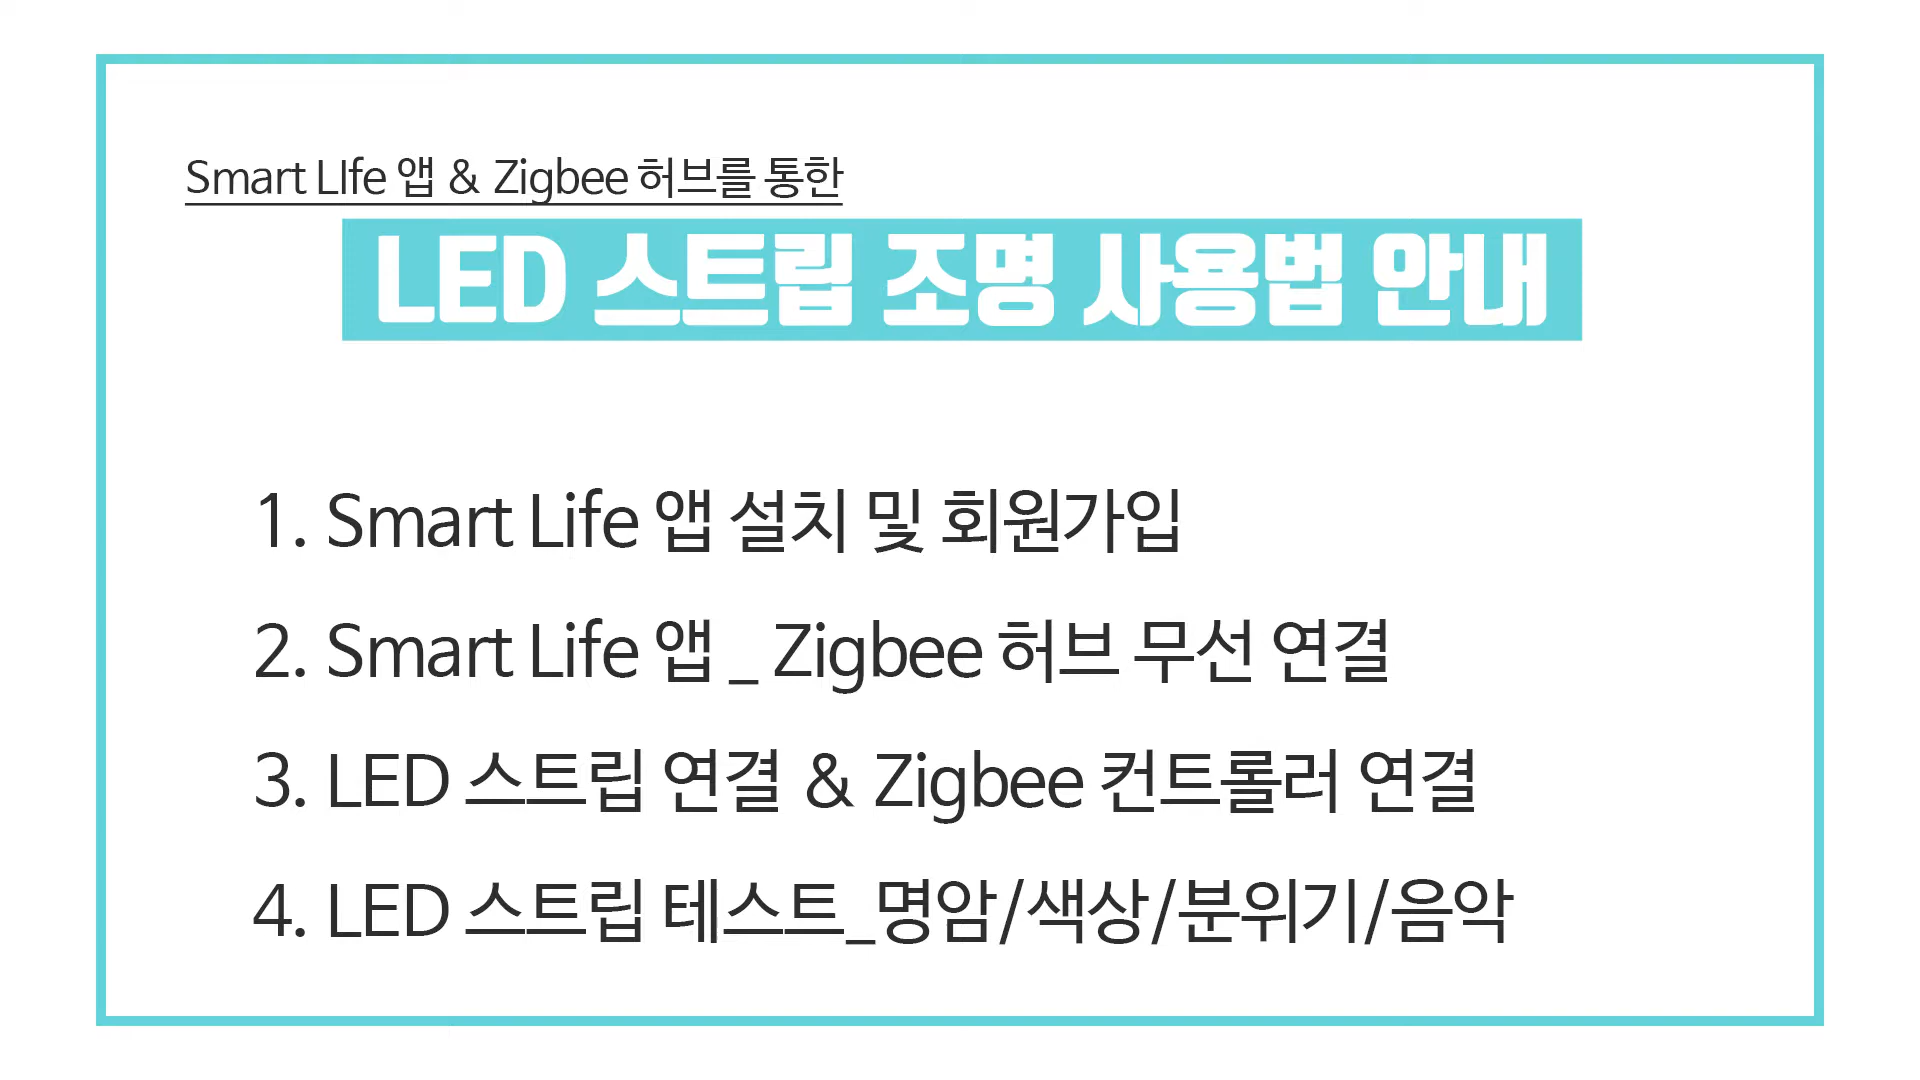 Smart LIfe 앱 & Zigbee 허브를 통한
LED 스트립 조명 사용법 안내
1. Smart Life 앱 설치 및 회원가입
2. Smart Life 앱 _ Zigbee 허브 무선 연결
3. LED 스트립 연결 & Zigbee 컨트롤러 연결
4. LED 스트립 테스트_명암/색상/분위기/음악